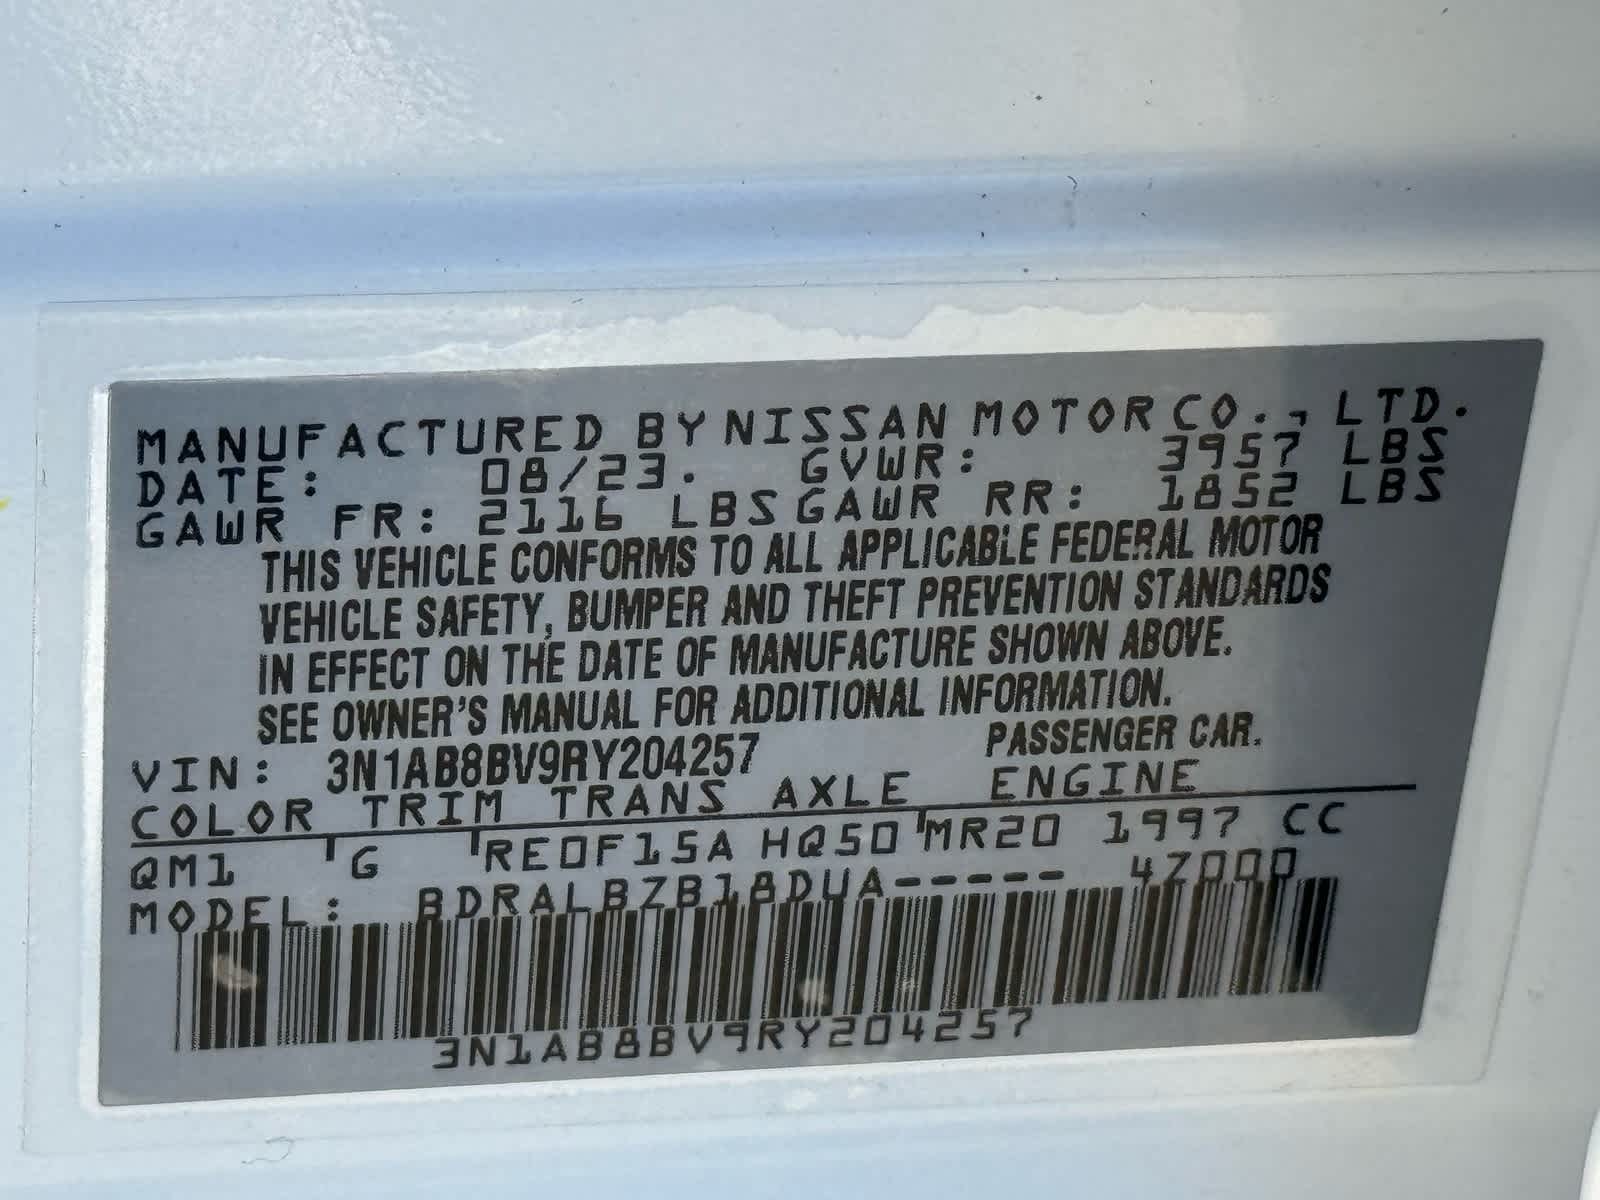 MANUFACTURED BY NISSAN MOTOR CO., LTD.
DATE: 08/23. GVWR: 3957 LBS
GAWR FR: 2116 LBS GAWR RR: 1852 LBS
THIS VEHICLE CONFORMS TO ALL APPLICABLE FEDERAL MOTOR
VEHICLE SAFETY, BUMPER AND THEFT PREVENTION STANDARDS
IN EFFECT ON THE DATE OF MANUFACTURE SHOWN ABOVE.
SEE OWNER'S MANUAL FOR ADDITIONAL INFORMATION.
VIN: 3N1AB8BV9RY204257 PASSENGER CAR.
COLOR TRIM TRANS AXLE ENGINE
QM1 G RE0F15A HQ50 MR20 1997 CC
MODEL: BDRALBZB18DUA----- 4Z000
3N1AB8BV9RY204257